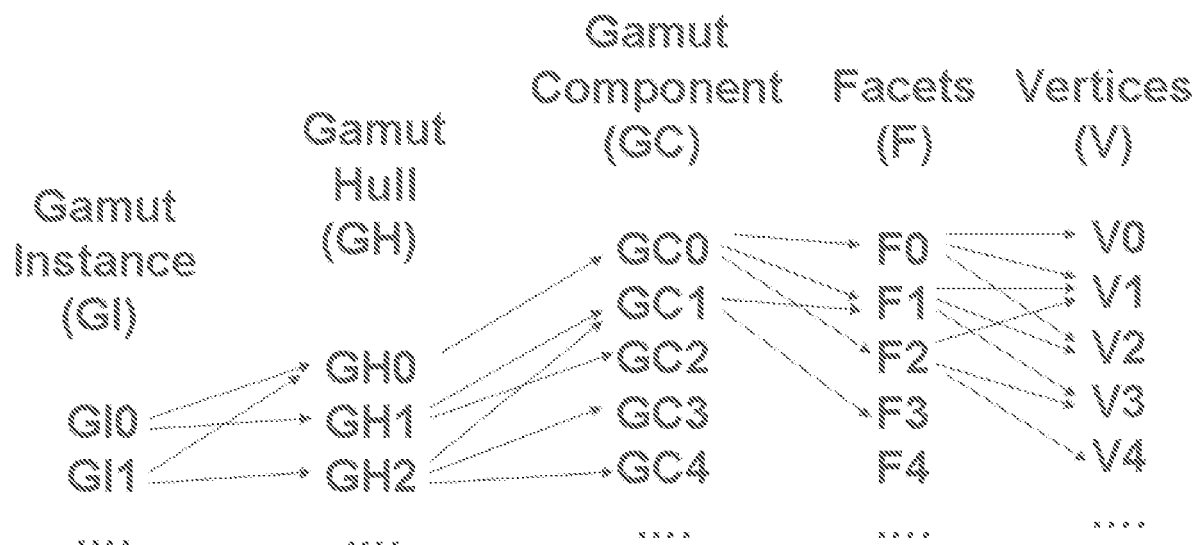 Gamut
Instance
(GI)
GI0
GI1
....
Gamut
Hull
(GH)
GH0
GH1
GH2
....
Gamut
Component
(GC)
GC0
GC1
GC2
GC3
GC4
....
Facets
(F)
F0
F1
F2
F3
F4
....
Vertices
(V)
V0
V1
V2
V3
V4
....